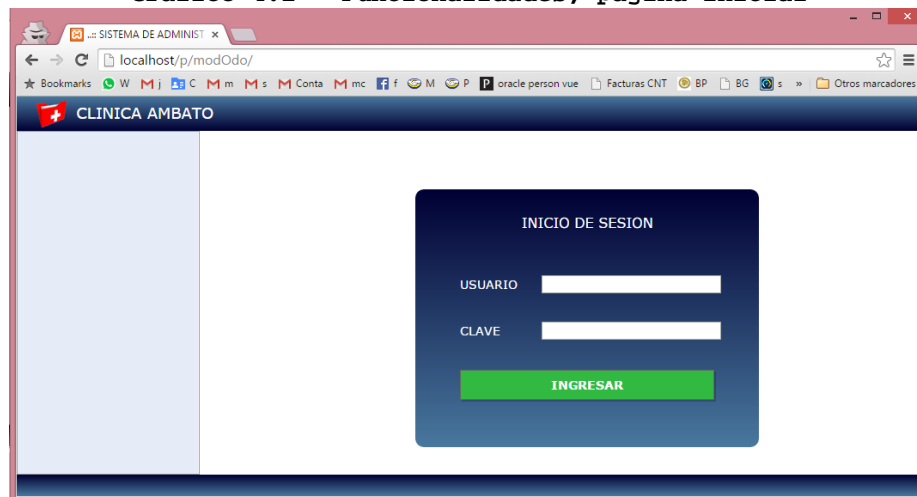 ..:: SISTEMA DE ADMINIST
localhost/p/modOdo/
Bookmarks W j C m s Conta mc f M P oracle person vue Facturas CNT BP BG s » Otros marcadores
CLINICA AMBATO
INICIO DE SESION
USUARIO
CLAVE
INGRESAR